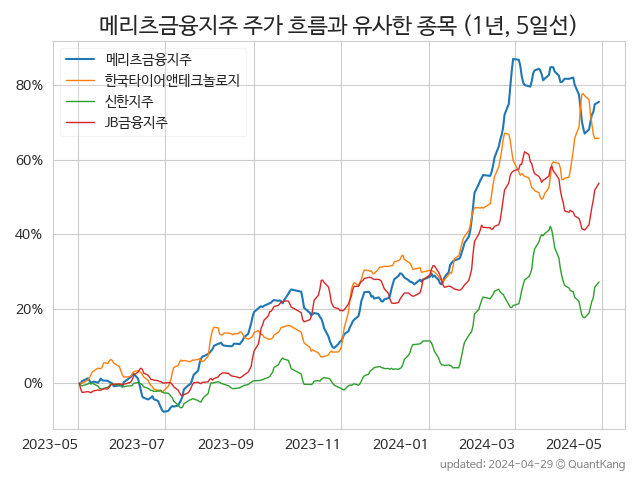 메리츠금융지주 주가 흐름과 유사한 종목 (1년, 5일선)
메리츠금융지주
한국타이어앤테크놀로지
신한지주
JB금융지주
80%
60%
40%
20%
0%
2023-05 2023-07 2023-09 2023-11 2024-01 2024-03 2024-05
updated: 2024-04-29 © QuantKang